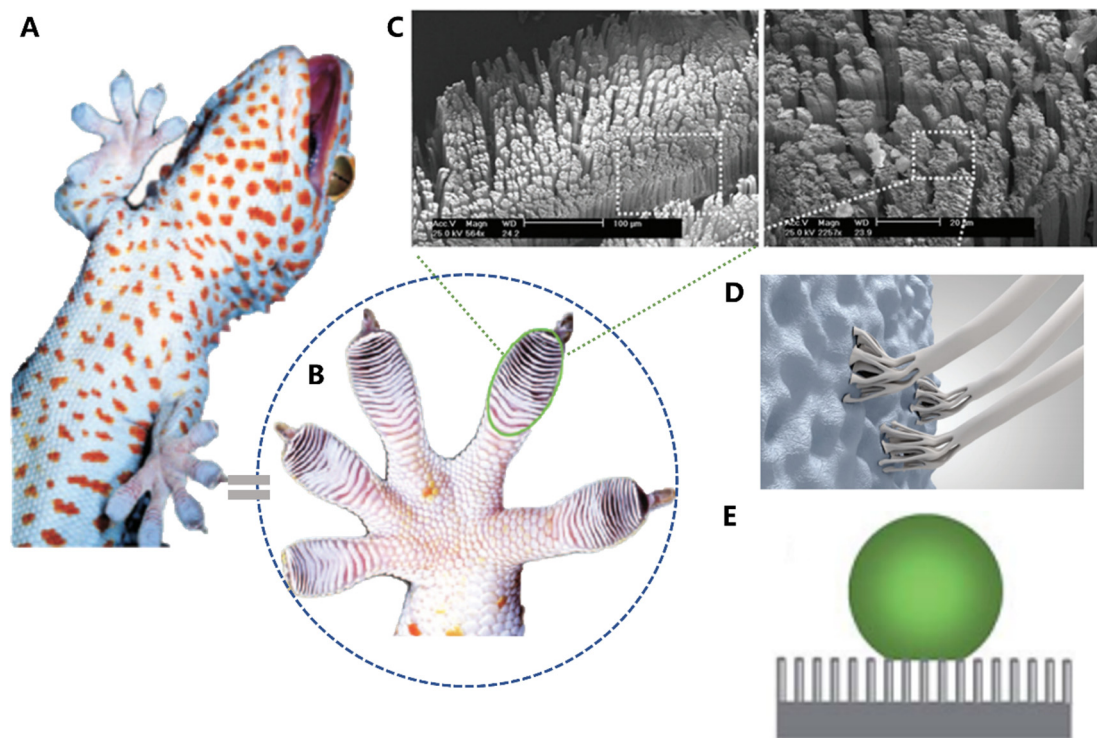 A
C
Acc.V Magn WD
25.0 kV 564x 24.2
100 µm
Acc.V Magn WD
25.0 kV 2257x 23.9
20 µm
B
D
E